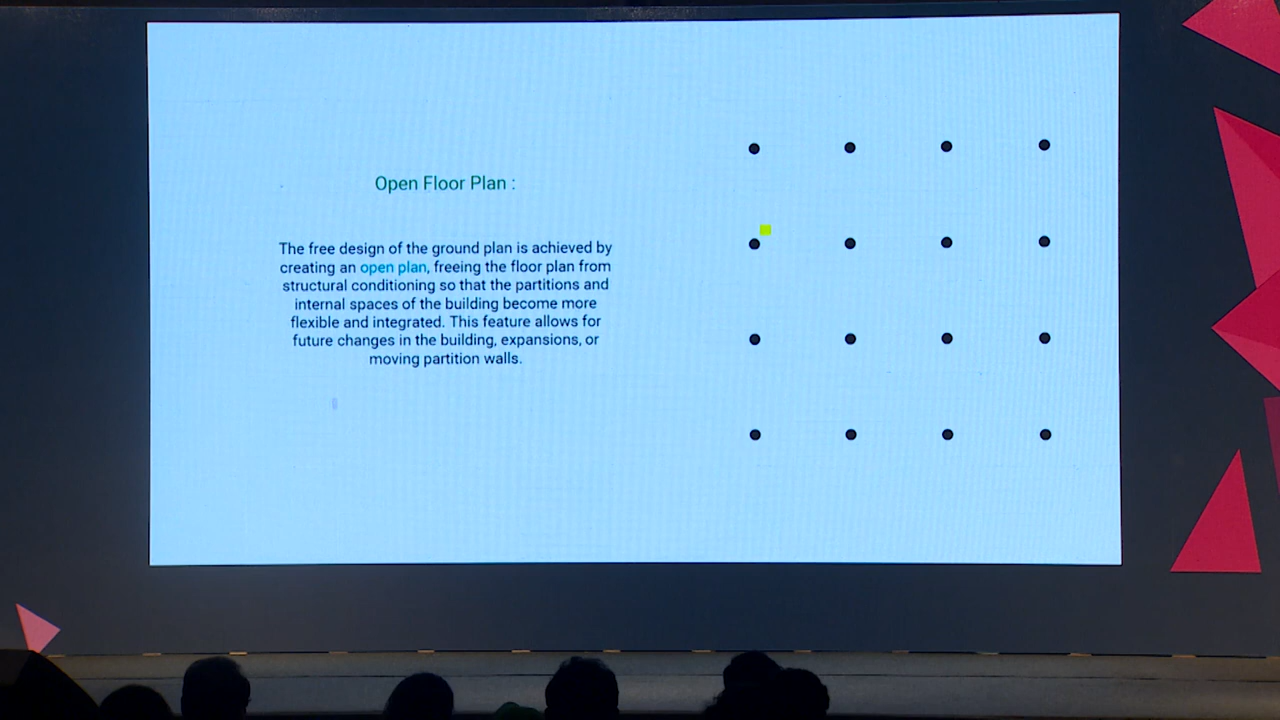 Open Floor Plan :
The free design of the ground plan is achieved by
creating an open plan, freeing the floor plan from
structural conditioning so that the partitions and
internal spaces of the building become more
flexible and integrated. This feature allows for
future changes in the building, expansions, or
moving partition walls.